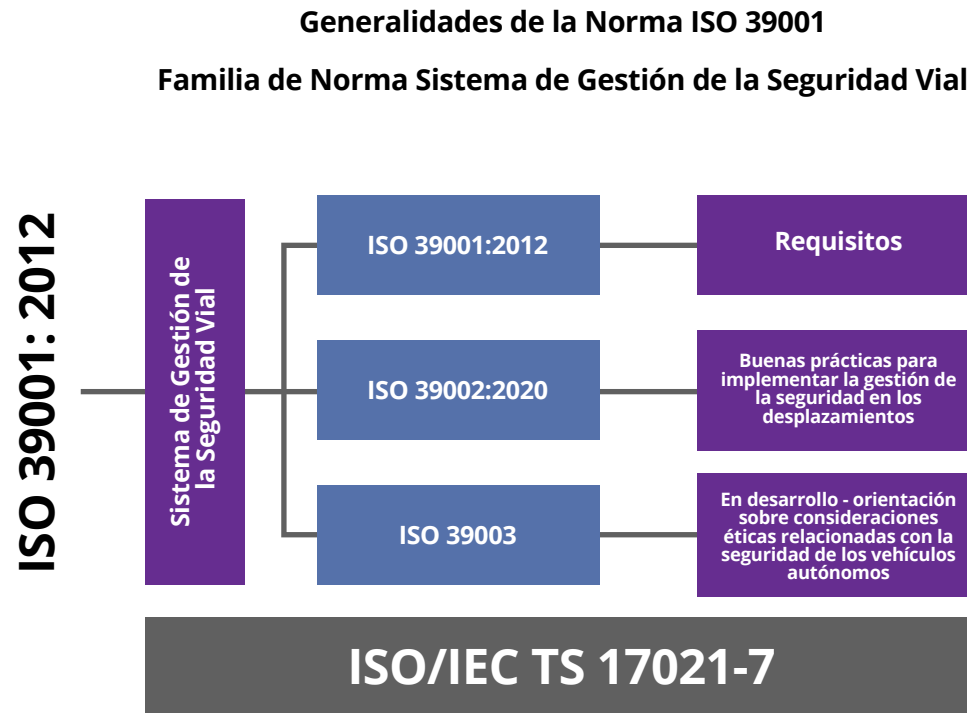 Generalidades de la Norma ISO 39001
Familia de Norma Sistema de Gestión de la Seguridad Vial
ISO 39001: 2012
Sistema de Gestión de
la Seguridad Vial
ISO 39001:2012
Requisitos
ISO 39002:2020
Buenas prácticas para
implementar la gestión de
la seguridad en los
desplazamientos
ISO 39003
En desarrollo - orientación
sobre consideraciones
éticas relacionadas con la
seguridad de los vehículos
autónomos
ISO/IEC TS 17021-7